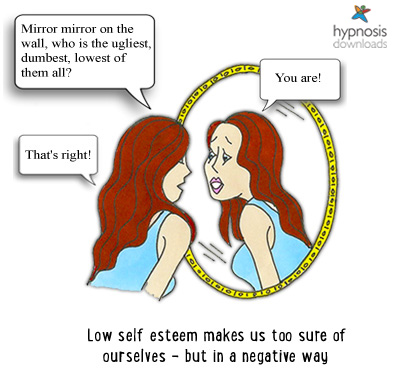 hypnosis
downloads
Mirror mirror on the
wall, who is the ugliest,
dumbest, lowest of
them all?
You are!
That's right!
Low self esteem makes us too sure of
ourselves - but in a negative way